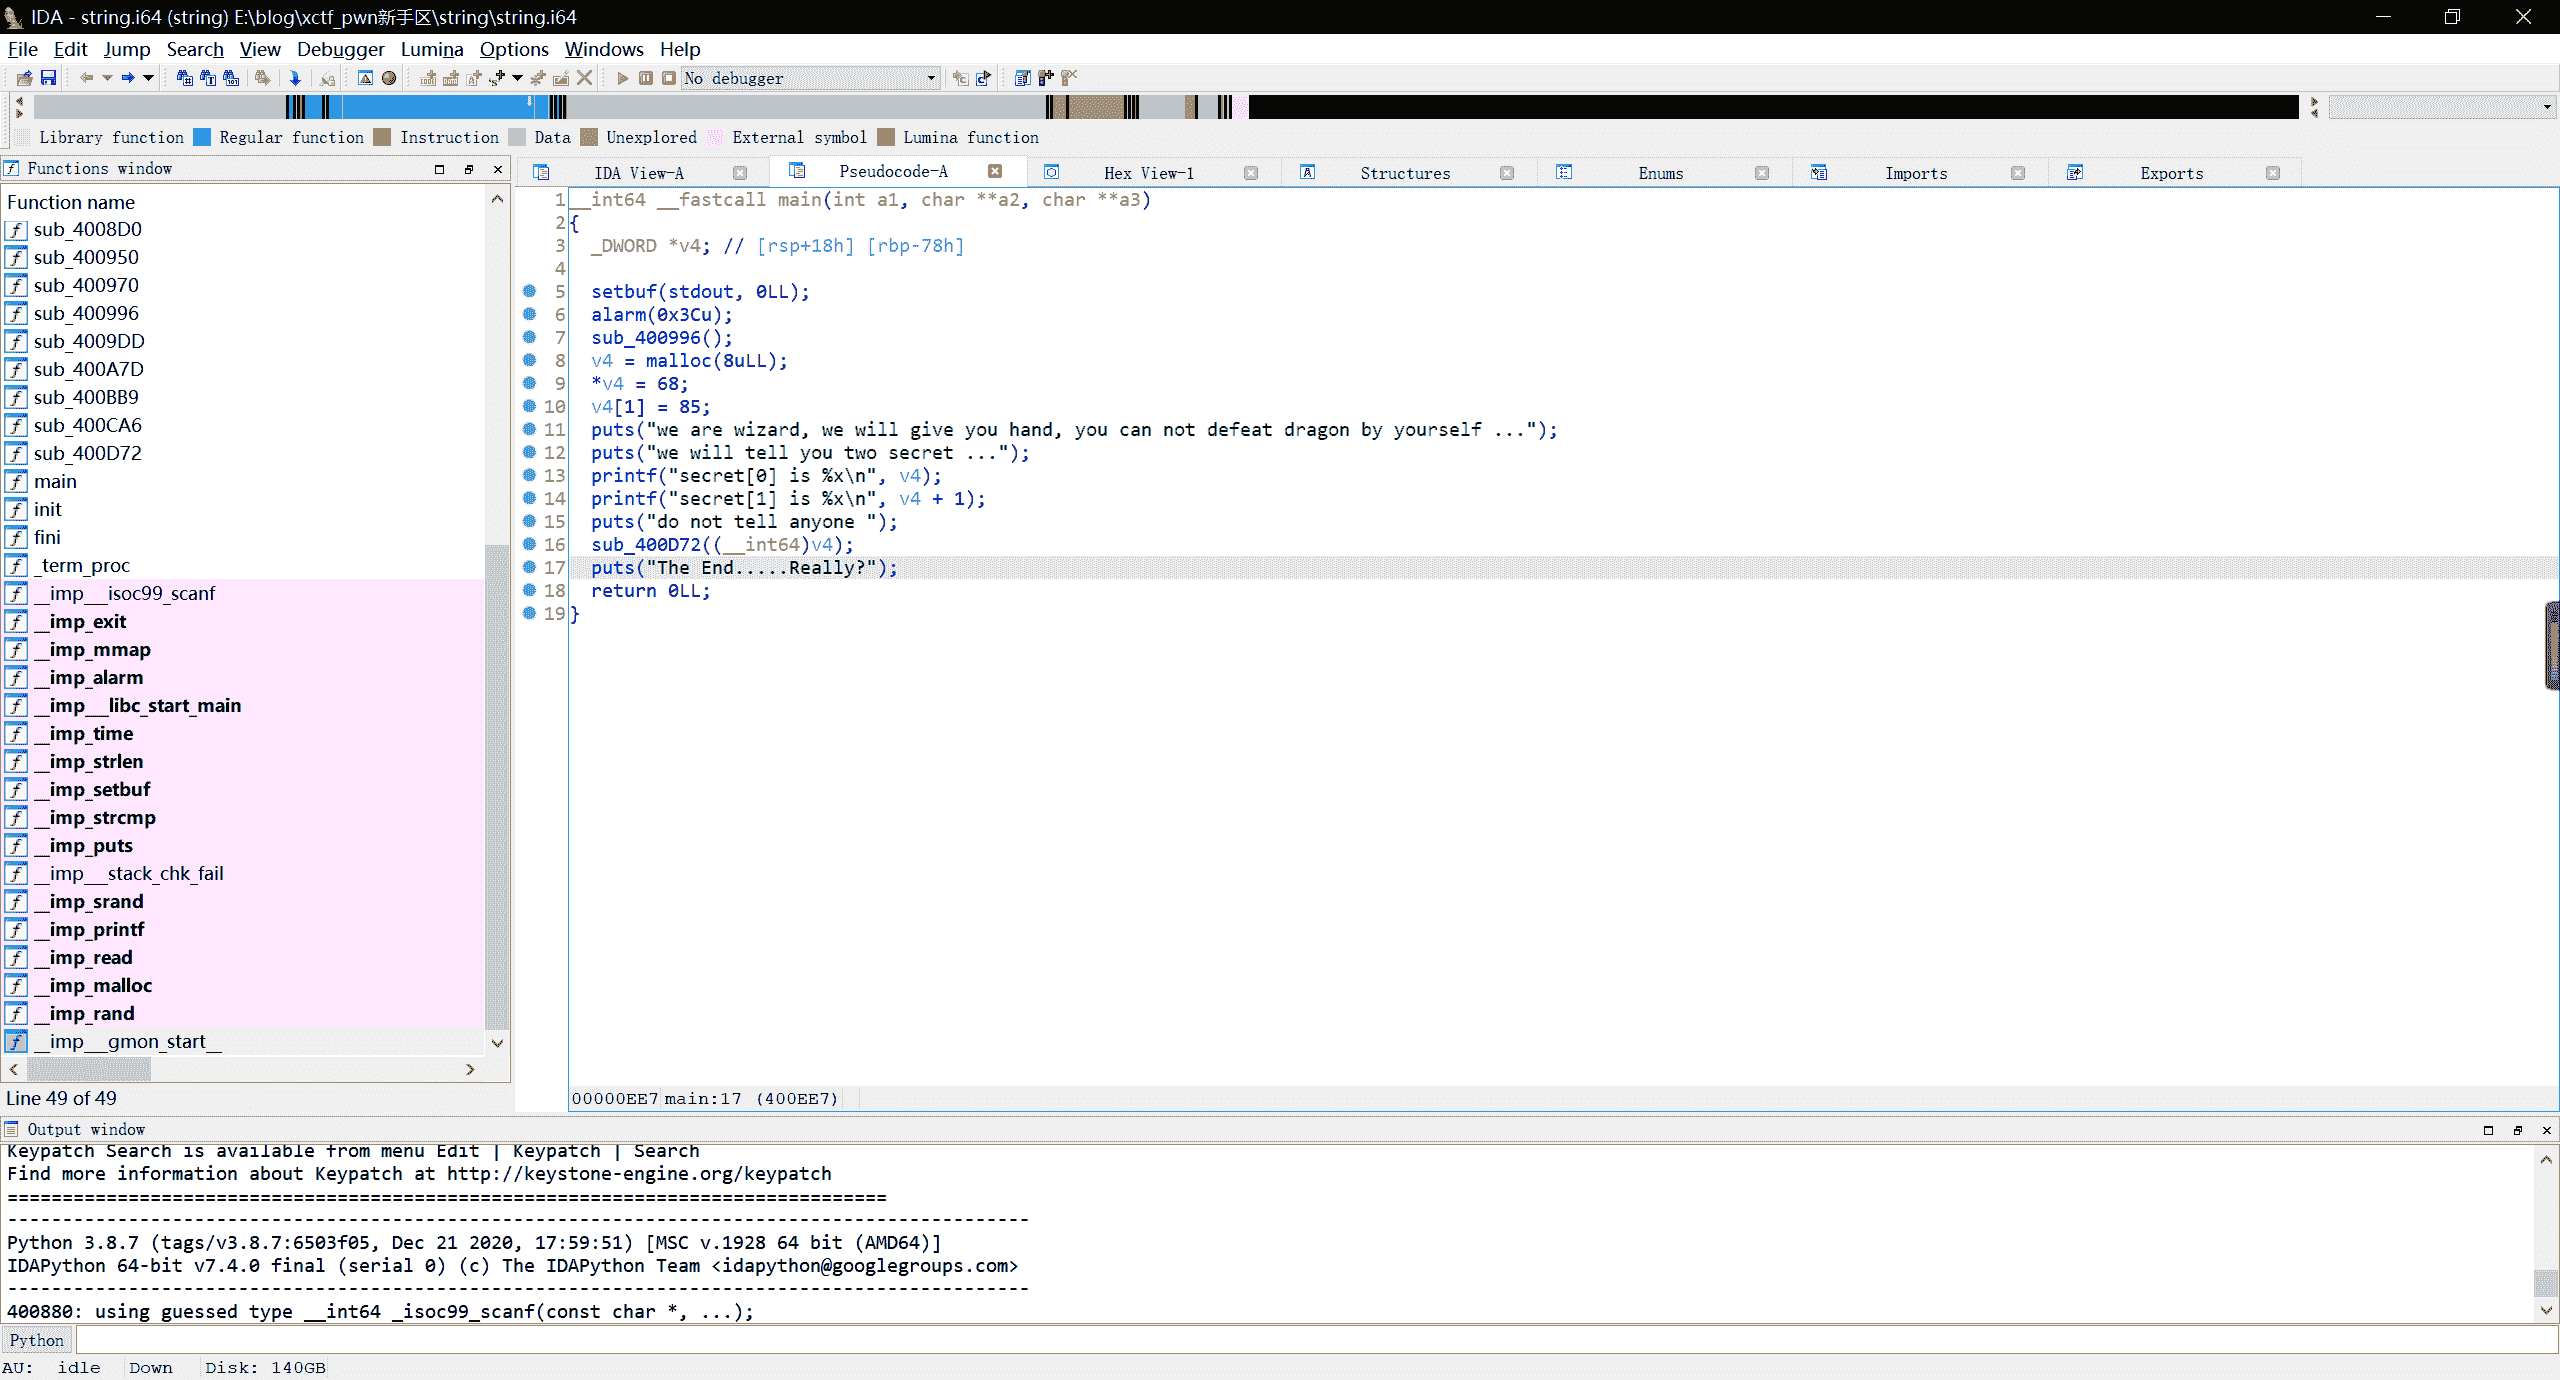 IDA - string.i64 (string) E:\blog\xctf_pwn新手区\string\string.i64
File Edit Jump Search View Debugger Lumina Options Windows Help
No debugger
Library function Regular function Instruction Data Unexplored External symbol Lumina function
Functions window
IDA View-A Pseudocode-A Hex View-1 Structures Enums Imports Exports
Function name
sub_4008D0
sub_400950
sub_400970
sub_400996
sub_4009DD
sub_400A7D
sub_400BB9
sub_400CA6
sub_400D72
main
init
fini
_term_proc
__imp___isoc99_scanf
__imp_exit
__imp_mmap
__imp_alarm
__imp___libc_start_main
__imp_time
__imp_strlen
__imp_setbuf
__imp_strcmp
__imp_puts
__imp___stack_chk_fail
__imp_srand
__imp_printf
__imp_read
__imp_malloc
__imp_rand
__imp___gmon_start__
Line 49 of 49
1 __int64 __fastcall main(int a1, char **a2, char **a3)
2 {
3 _DWORD *v4; // [rsp+18h] [rbp-78h]
4
5 setbuf(stdout, 0LL);
6 alarm(0x3Cu);
7 sub_400996();
8 v4 = malloc(8uLL);
9 *v4 = 68;
10 v4[1] = 85;
11 puts("we are wizard, we will give you hand, you can not defeat dragon by yourself ...");
12 puts("we will tell you two secret ...");
13 printf("secret[0] is %x\n", v4);
14 printf("secret[1] is %x\n", v4 + 1);
15 puts("do not tell anyone ");
16 sub_400D72((__int64)v4);
17 puts("The End.....Really?");
18 return 0LL;
19 }
00000EE7 main:17 (400EE7)
Output window
Keypatch Search is available from menu Edit | Keypatch | Search
Find more information about Keypatch at http://keystone-engine.org/keypatch
================================================================================
---------------------------------------------------------------------------------------------
Python 3.8.7 (tags/v3.8.7:6503f05, Dec 21 2020, 17:59:51) [MSC v.1928 64 bit (AMD64)]
IDAPython 64-bit v7.4.0 final (serial 0) (c) The IDAPython Team <idapython@googlegroups.com>
---------------------------------------------------------------------------------------------
400880: using guessed type __int64 _isoc99_scanf(const char *, ...);
Python
AU: idle Down Disk: 140GB